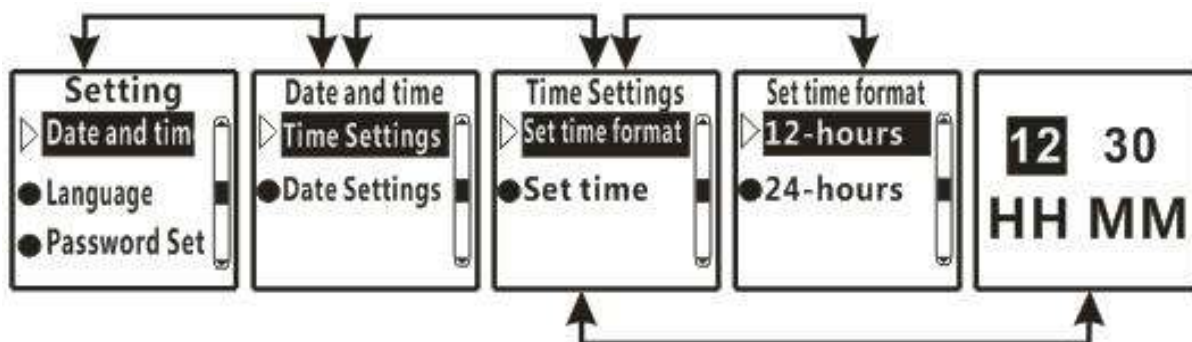 Setting
Date and tim
Language
Password Set
Date and time
Time Settings
Date Settings
Time Settings
Set time format
Set time
Set time format
12-hours
24-hours
12 30
HH MM